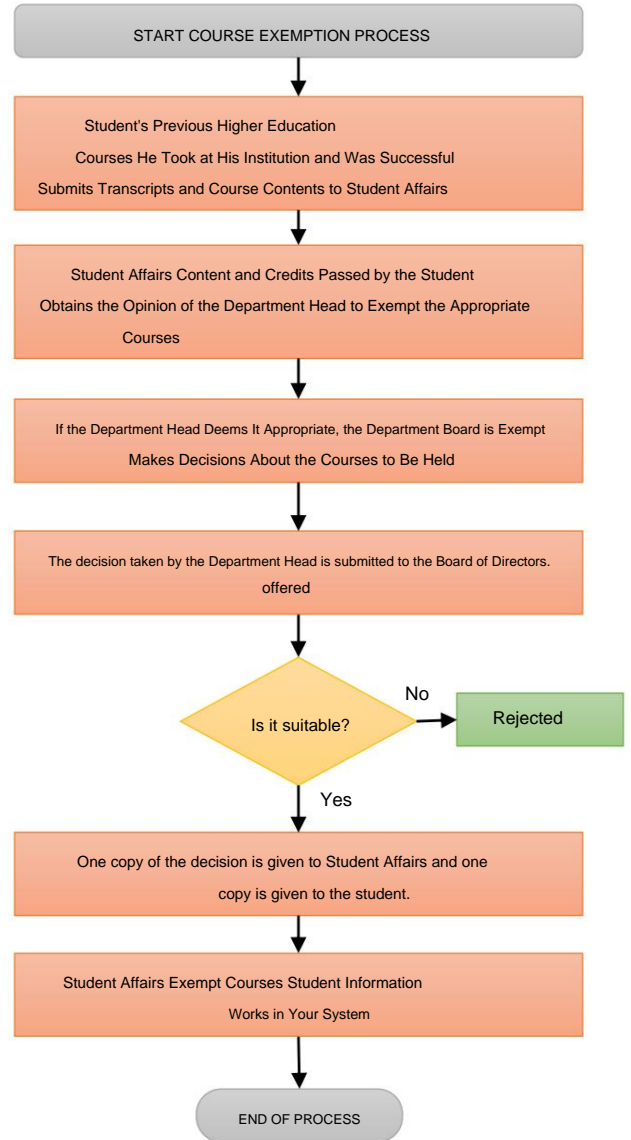 START COURSE EXEMPTION PROCESS
Student's Previous Higher Education
Courses He Took at His Institution and Was Successful
Submits Transcripts and Course Contents to Student Affairs
Student Affairs Content and Credits Passed by the Student
Obtains the Opinion of the Department Head to Exempt the Appropriate
Courses
If the Department Head Deems It Appropriate, the Department Board is Exempt
Makes Decisions About the Courses to Be Held
The decision taken by the Department Head is submitted to the Board of Directors.
offered
Is it suitable?
No
Rejected
Yes
One copy of the decision is given to Student Affairs and one
copy is given to the student.
Student Affairs Exempt Courses Student Information
Works in Your System
END OF PROCESS